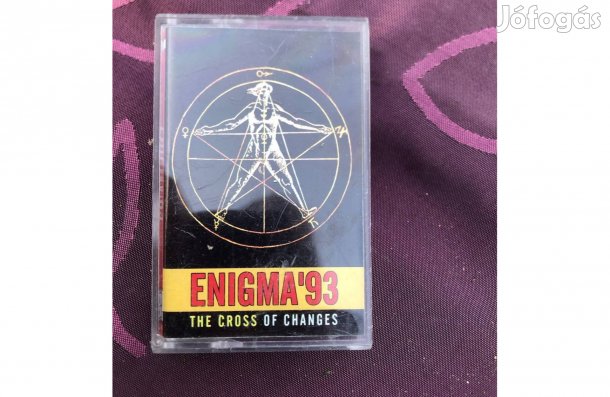 Jófogás
ENIGMA'93
THE CROSS OF CHANGES